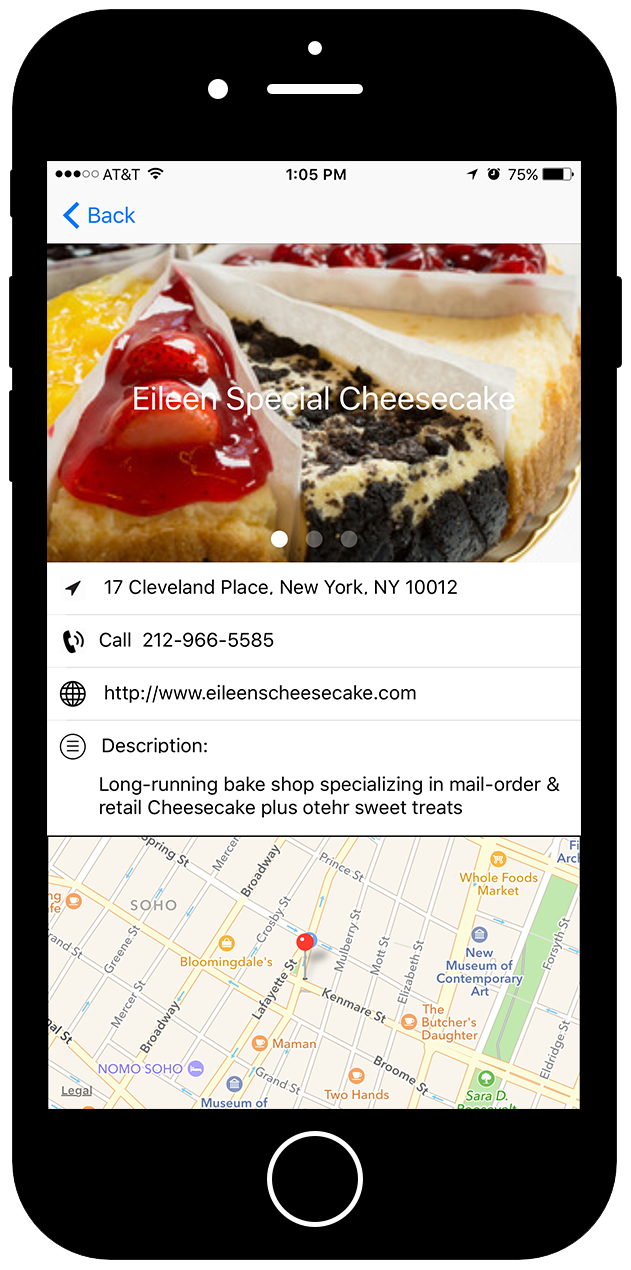 AT&T 1:05 PM 75%
Back
Eileen Special Cheesecake
17 Cleveland Place, New York, NY 10012
Call 212-966-5585
http://www.eileenscheesecake.com
Description:
Long-running bake shop specializing in mail-order &
retail Cheesecake plus otehr sweet treats
Spring St
Mercer
Broadway
Prince St
Whole Foods
Market
SOHO
Crosby St
Mulberry St
Mott St
Elizabeth St
Forsyth St
Greene St
Bloomingdale's
New
Museum of
Contemporary
Art
Lafayette St
Kenmare St
Mercer St
Broadway
The
Butcher's
Daughter
Eldridge St
Maman
NOMO SOHO
Grand St
Broome St
Two Hands
Legal
Museum of
Sara D.
Roosevelt